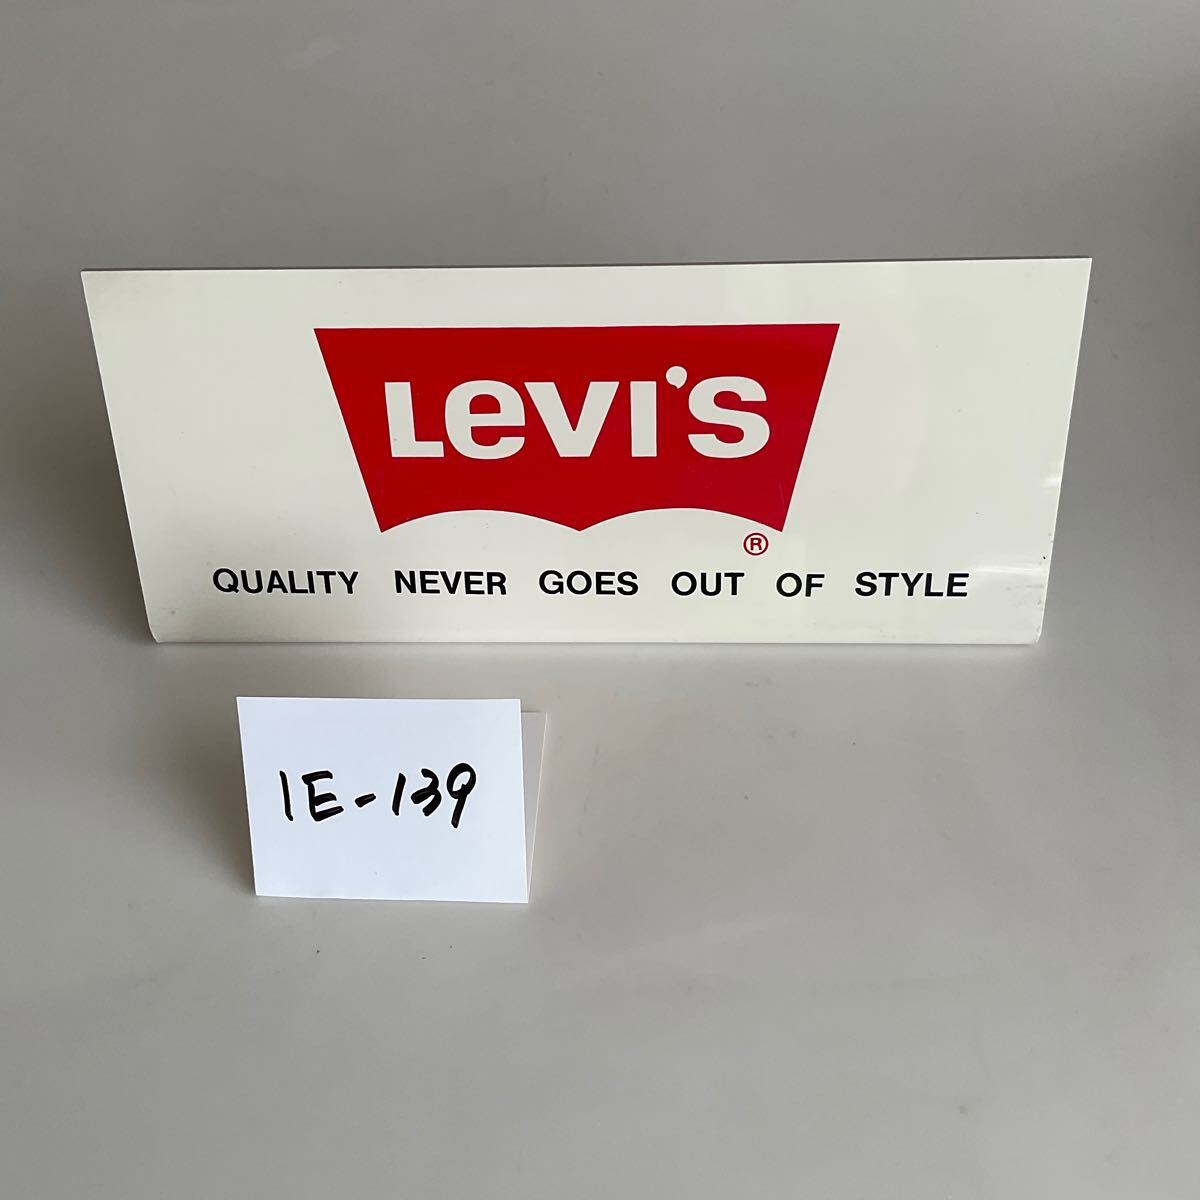 LeVI'S
®
QUALITY NEVER GOES OUT OF STYLE
1E-139